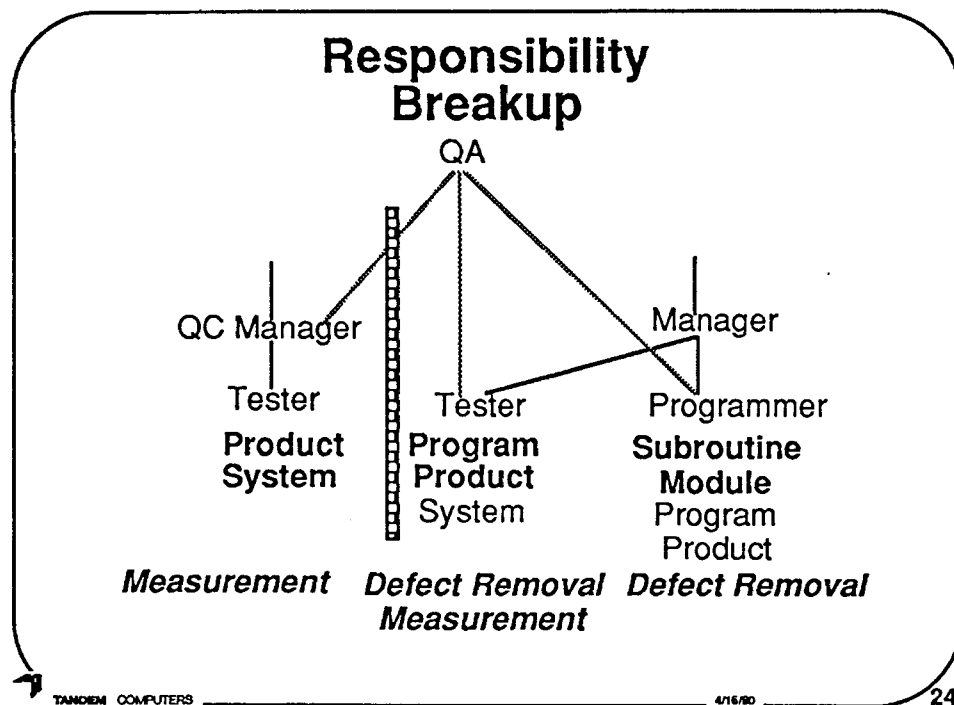 Responsibility
Breakup
QA
QC Manager
Manager
Tester
Tester
Programmer
Product
System
Program
Product
System
Subroutine
Module
Program
Product
Measurement
Defect Removal
Measurement
Defect Removal
TANDEM COMPUTERS
4/16/90
24